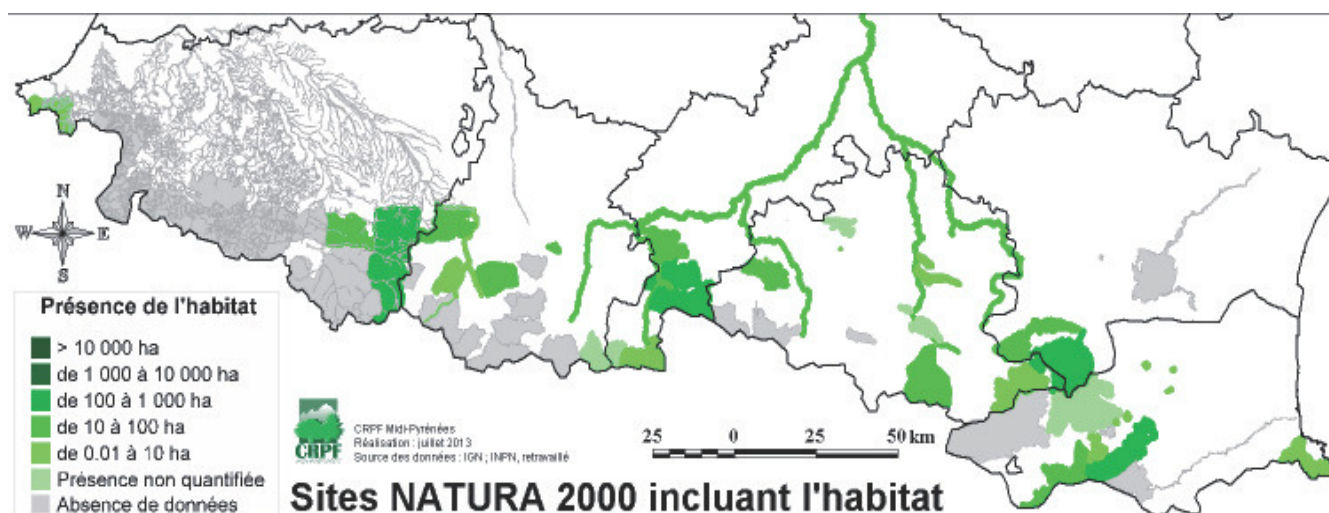 N
W E
S
Présence de l'habitat
> 10 000 ha
de 1 000 à 10 000 ha
de 100 à 1 000 ha
de 10 à 100 ha
de 0.01 à 10 ha
Présence non quantifiée
Absence de données
CRPF
CRPF Midi-Pyrénées
Réalisation : juillet 2013
Source des données : IGN ; INPN, retravaillé
25 0 25 50 km
Sites NATURA 2000 incluant l'habitat